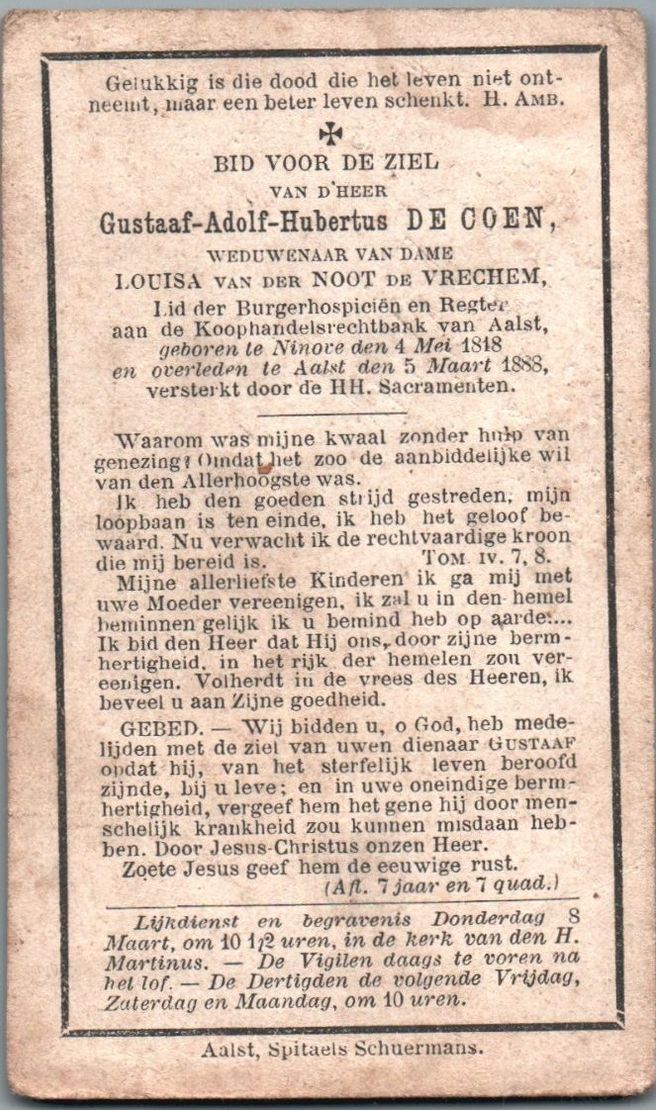 Gelukkig is die dood die het leven niet ont-
neemt, maar een beter leven schenkt. H. AMB.
✠
BID VOOR DE ZIEL
VAN D'HEER
Gustaaf-Adolf-Hubertus DE COEN,
WEDUWENAAR VAN DAME
LOUISA VAN DER NOOT DE VRECHEM,
Lid der Burgerhospiciën en Regter
aan de Koophandelsrechtbank van Aalst,
geboren te Ninove den 4 Mei 1818
en overleden te Aalst den 5 Maart 1888,
versterkt door de HH. Sacramenten.
Waarom was mijne kwaal zonder hulp van
genezing? Omdat het zoo de aanbiddelijke wil
van den Allerhoogste was.
Ik heb den goeden strijd gestreden, mijn
loopbaan is ten einde, ik heb het geloof be-
waard. Nu verwacht ik de rechtvaardige kroon
die mij bereid is. TOM. IV. 7, 8.
Mijne allerliefste Kinderen ik ga mij met
uwe Moeder vereenigen, ik zal u in den hemel
beminnen gelijk ik u bemind heb op aarde....
Ik bid den Heer dat Hij ons, door zijne berm-
hertigheid, in het rijk der hemelen zou ver-
eenigen. Volherdt in de vrees des Heeren, ik
beveel u aan Zijne goedheid.
GEBED. — Wij bidden u, o God, heb mede-
lijden met de ziel van uwen dienaar GUSTAAF
opdat hij, van het sterfelijk leven beroofd
zijnde, bij u leve; en in uwe oneindige berm-
hertigheid, vergeef hem het gene hij door men-
schelijk krankheid zou kunnen misdaan heb-
ben. Door Jesus-Christus onzen Heer.
Zoete Jesus geef hem de eeuwige rust.
(Afl. 7 jaar en 7 quad.)
Lijkdienst en begravenis Donderdag 8
Maart, om 10 1/2 uren, in de kerk van den H.
Martinus. — De Vigilen daags te voren na
het lof. — De Dertigden de volgende Vrijdag,
Zaterdag en Maandag, om 10 uren.
Aalst, Spitaels Schuermans.